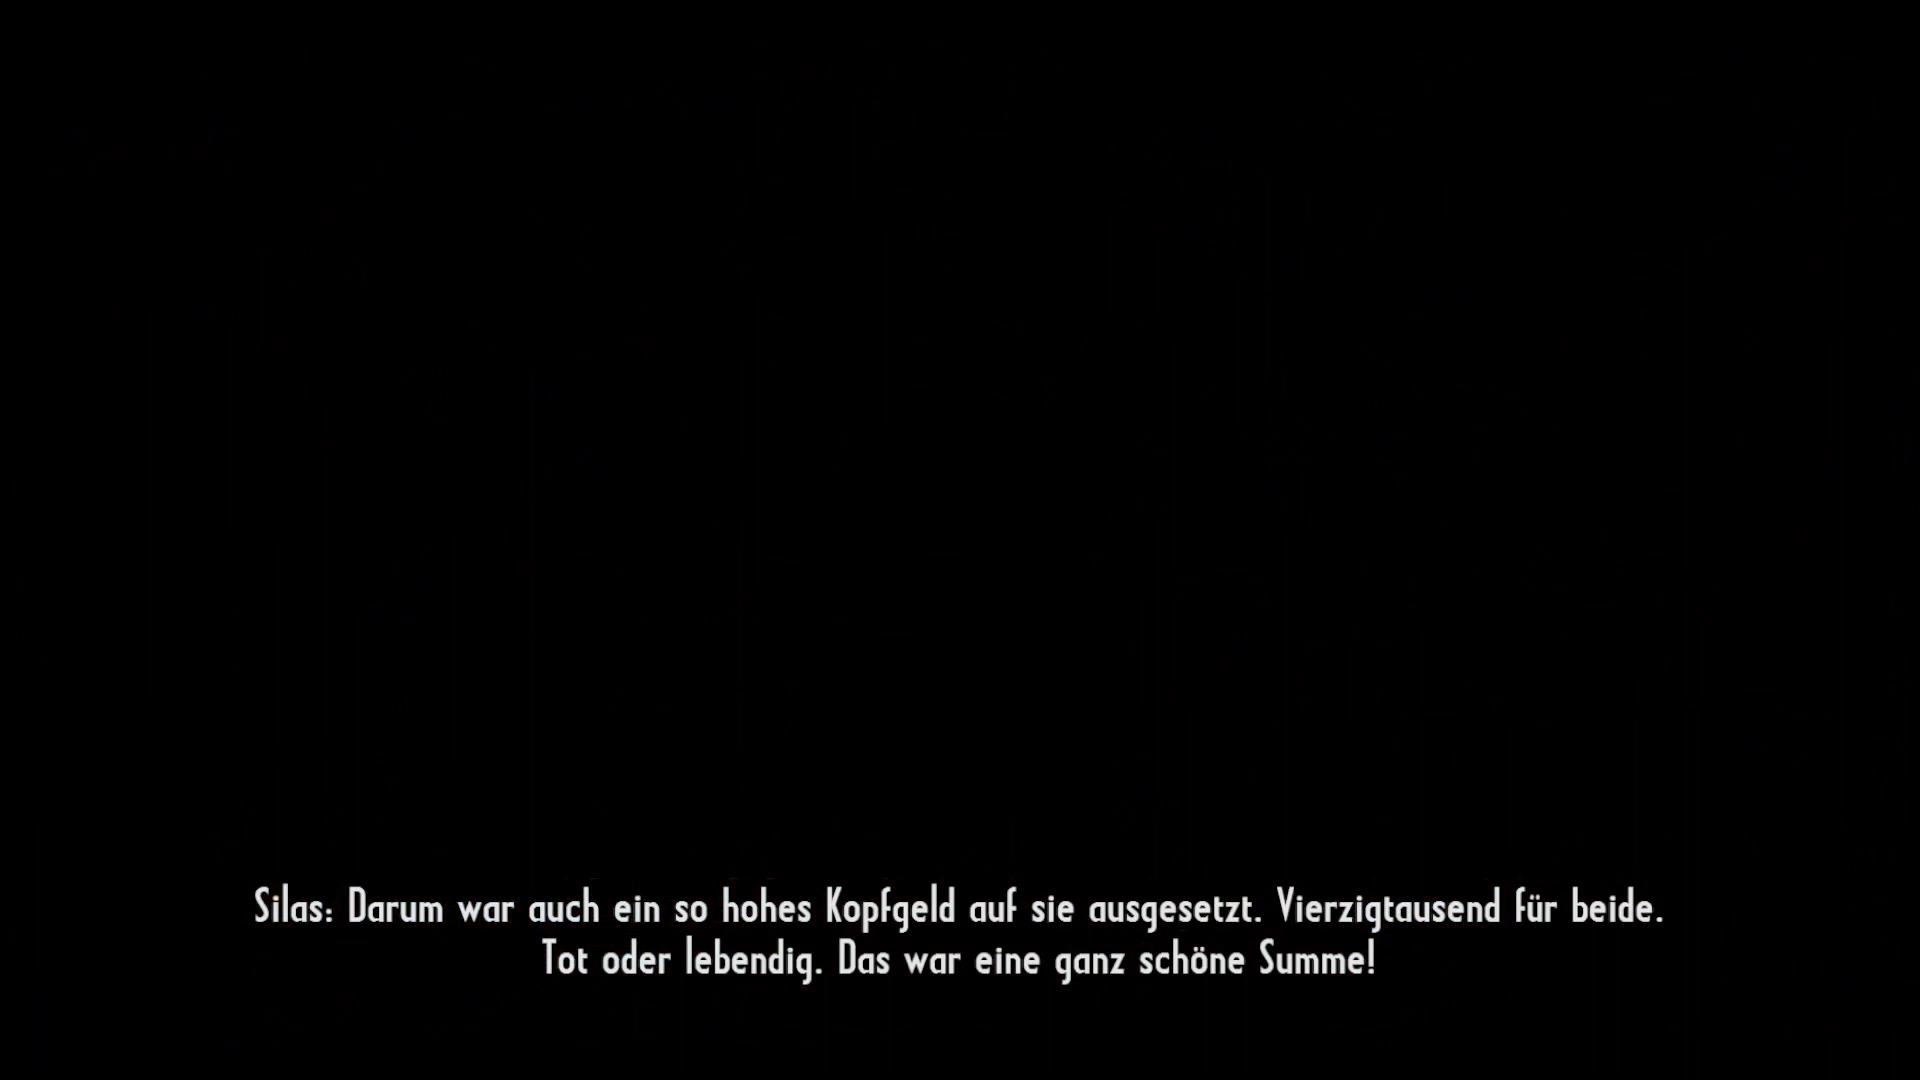 Silas: Darum war auch ein so hohes Kopfgeld auf sie ausgesetzt. Vierzigtausend für beide.
Tot oder lebendig. Das war eine ganz schöne Summe!